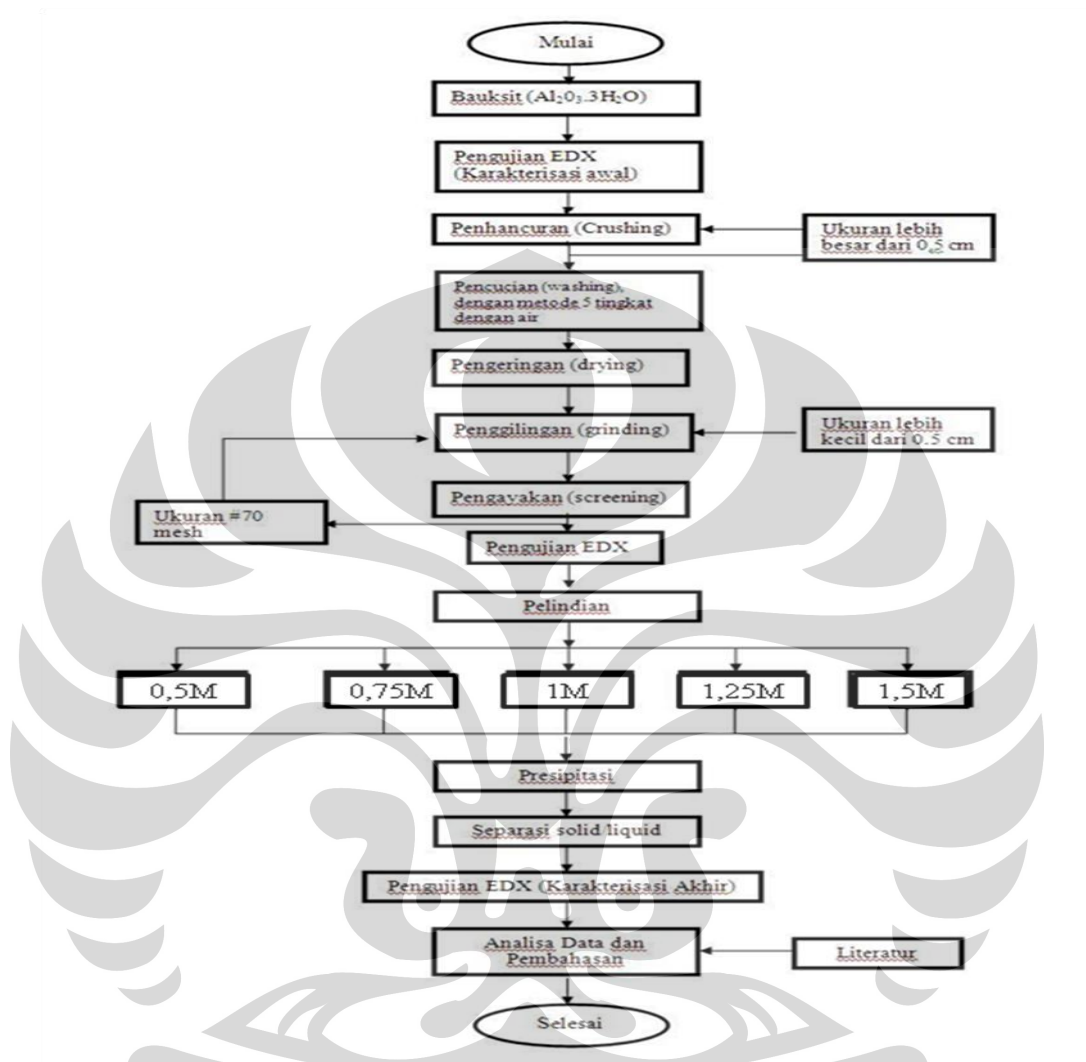 Mulai
Bauksit (Al₂0₃.3H₂O)
Pengujian EDX
(Karakterisasi awal)
Penhancuran (Crushing)
Ukuran lebih
besar dari 0,5 cm
Pencucian (washing),
dengan metode 5 tingkat
dengan air
Pengeringan (drying)
Penggilingan (grinding)
Ukuran lebih
kecil dari 0.5 cm
Pengayakan (screening)
Ukuran #70
mesh
Pengujian EDX
Pelindian
0,5M
0,75M
1M
1,25M
1,5M
Presipitasi
Separasi solid/liquid
Pengujian EDX (Karakterisasi Akhir)
Analisa Data dan
Pembahasan
Literatur
Selesai